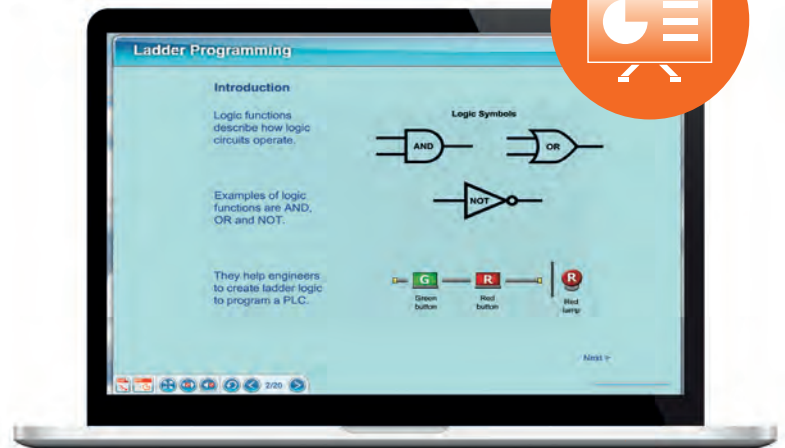 Ladder Programming
Introduction
Logic functions
describe how logic
circuits operate.
Logic Symbols
AND
OR
Examples of logic
functions are AND,
OR and NOT.
NOT
They help engineers
to create ladder logic
to program a PLC.
G
R
R
Green
button
Red
button
Red
lamp
Next >
2/20